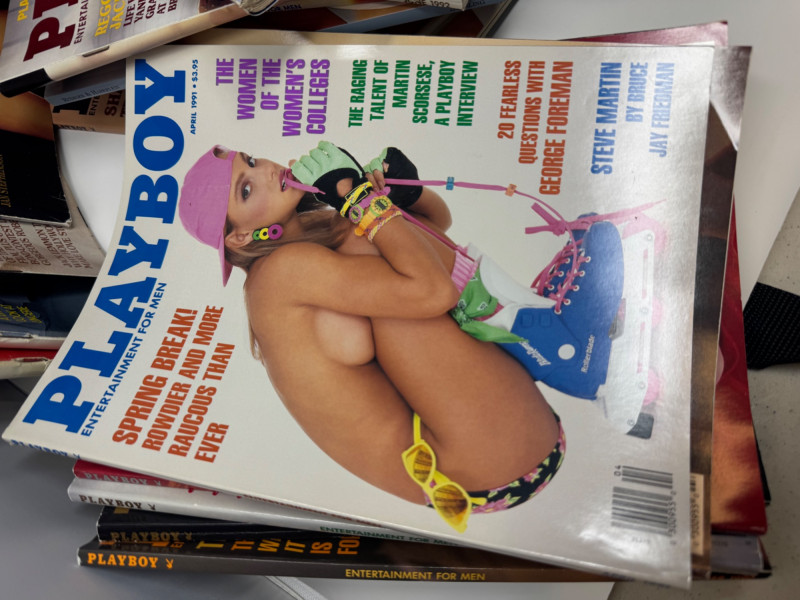 PLAYBOY
ENTERTAINMENT FOR MEN
APRIL 1991 • $3.95
THE
WOMEN
OF THE
WOMEN'S
COLLEGES
THE RAGING
TALENT OF
MARTIN
SCORSESE,
A PLAYBOY
INTERVIEW
20 FEARLESS
QUESTIONS WITH
GEORGE FOREMAN
STEVE MARTIN
BY BRUCE
JAY FRIEDMAN
SPRING BREAK!
ROWDIER AND MORE
RAUCOUS THAN
EVER
Rollerblade
04
PLAYBOY
ENTERTAINMENT FOR MEN
PLAYBOY
ENTERTAINMENT FOR MEN